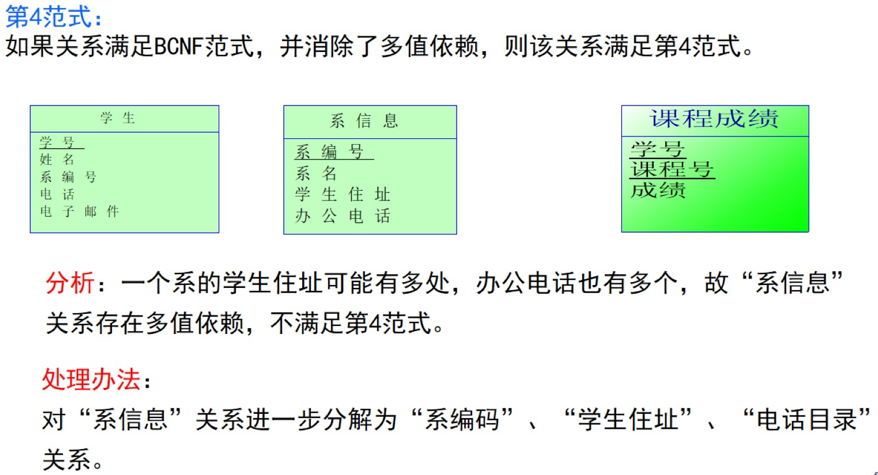 第4范式：
如果关系满足BCNF范式，并消除了多值依赖，则该关系满足第4范式。
学生
学号
姓名
系编号
电话
电子邮件
系信息
系编号
系名
学生住址
办公电话
课程成绩
学号
课程号
成绩
分析：一个系的学生住址可能有多处，办公电话也有多个，故“系信息”
关系存在多值依赖，不满足第4范式。
处理办法：
对“系信息”关系进一步分解为“系编码”、“学生住址”、“电话目录”
关系。